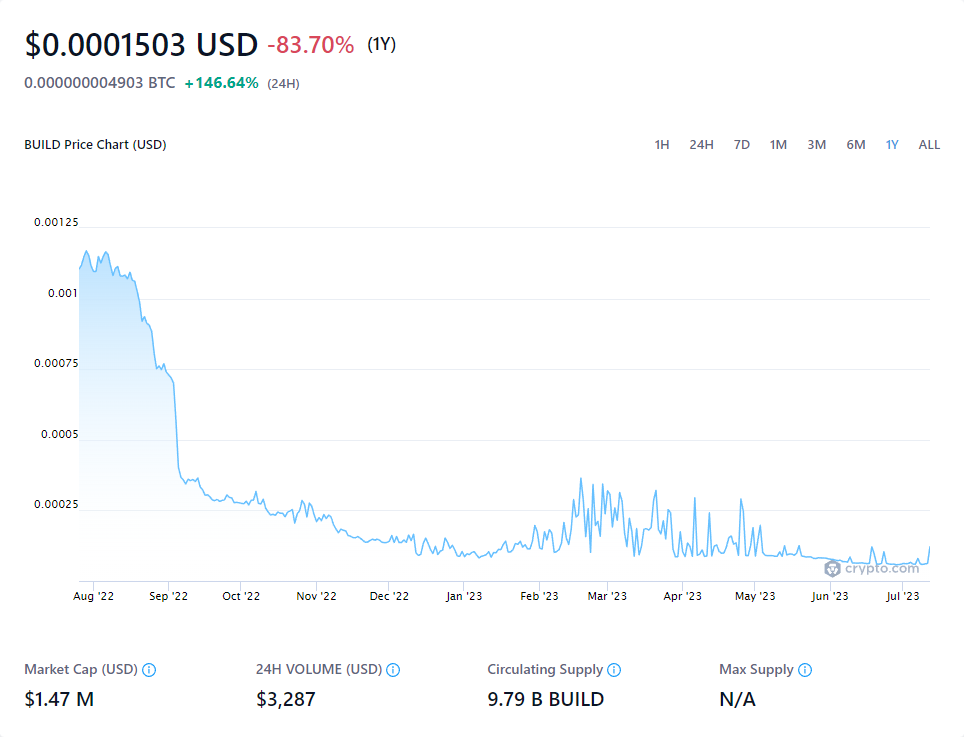 $0.0001503 USD -83.70% (1Y)
0.000000004903 BTC +146.64% (24H)
BUILD Price Chart (USD) 1H 24H 7D 1M 3M 6M 1Y ALL
0.00125
0.001
0.00075
0.0005
0.00025
crypto.com
Aug '22 Sep '22 Oct '22 Nov '22 Dec '22 Jan '23 Feb '23 Mar '23 Apr '23 May '23 Jun '23 Jul '23
Market Cap (USD) 24H VOLUME (USD) Circulating Supply Max Supply
$1.47 M $3,287 9.79 B BUILD N/A